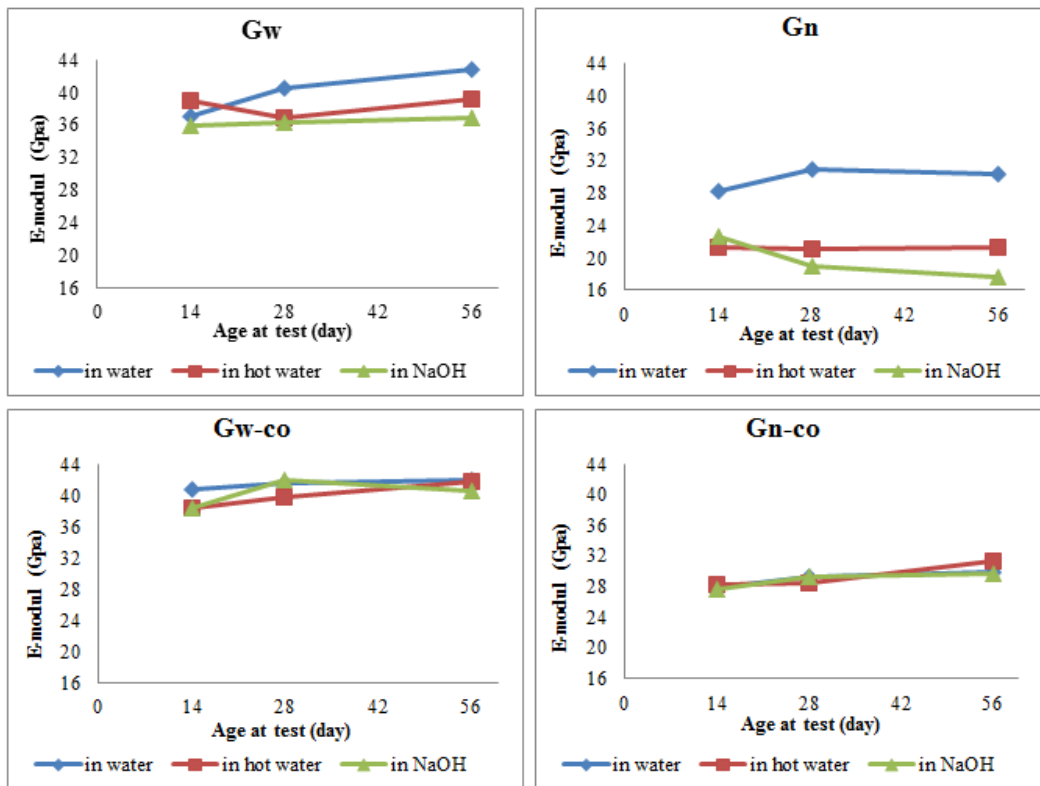 Gw
E-modul (Gpa)
44
40
36
32
28
24
20
16
0 14 28 42 56
Age at test (day)
in water in hot water in NaOH
Gn
E-modul (Gpa)
44
40
36
32
28
24
20
16
0 14 28 42 56
Age at test (day)
in water in hot water in NaOH
Gw-co
E-modul (Gpa)
44
40
36
32
28
24
20
16
0 14 28 42 56
Age at test (day)
in water in hot water in NaOH
Gn-co
E-modul (Gpa)
44
40
36
32
28
24
20
16
0 14 28 42 56
Age at test (day)
in water in hot water in NaOH